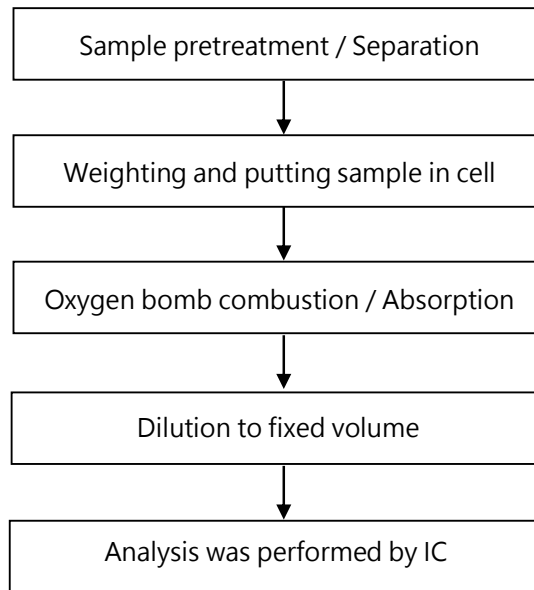 Sample pretreatment / Separation
Weighting and putting sample in cell
Oxygen bomb combustion / Absorption
Dilution to fixed volume
Analysis was performed by IC